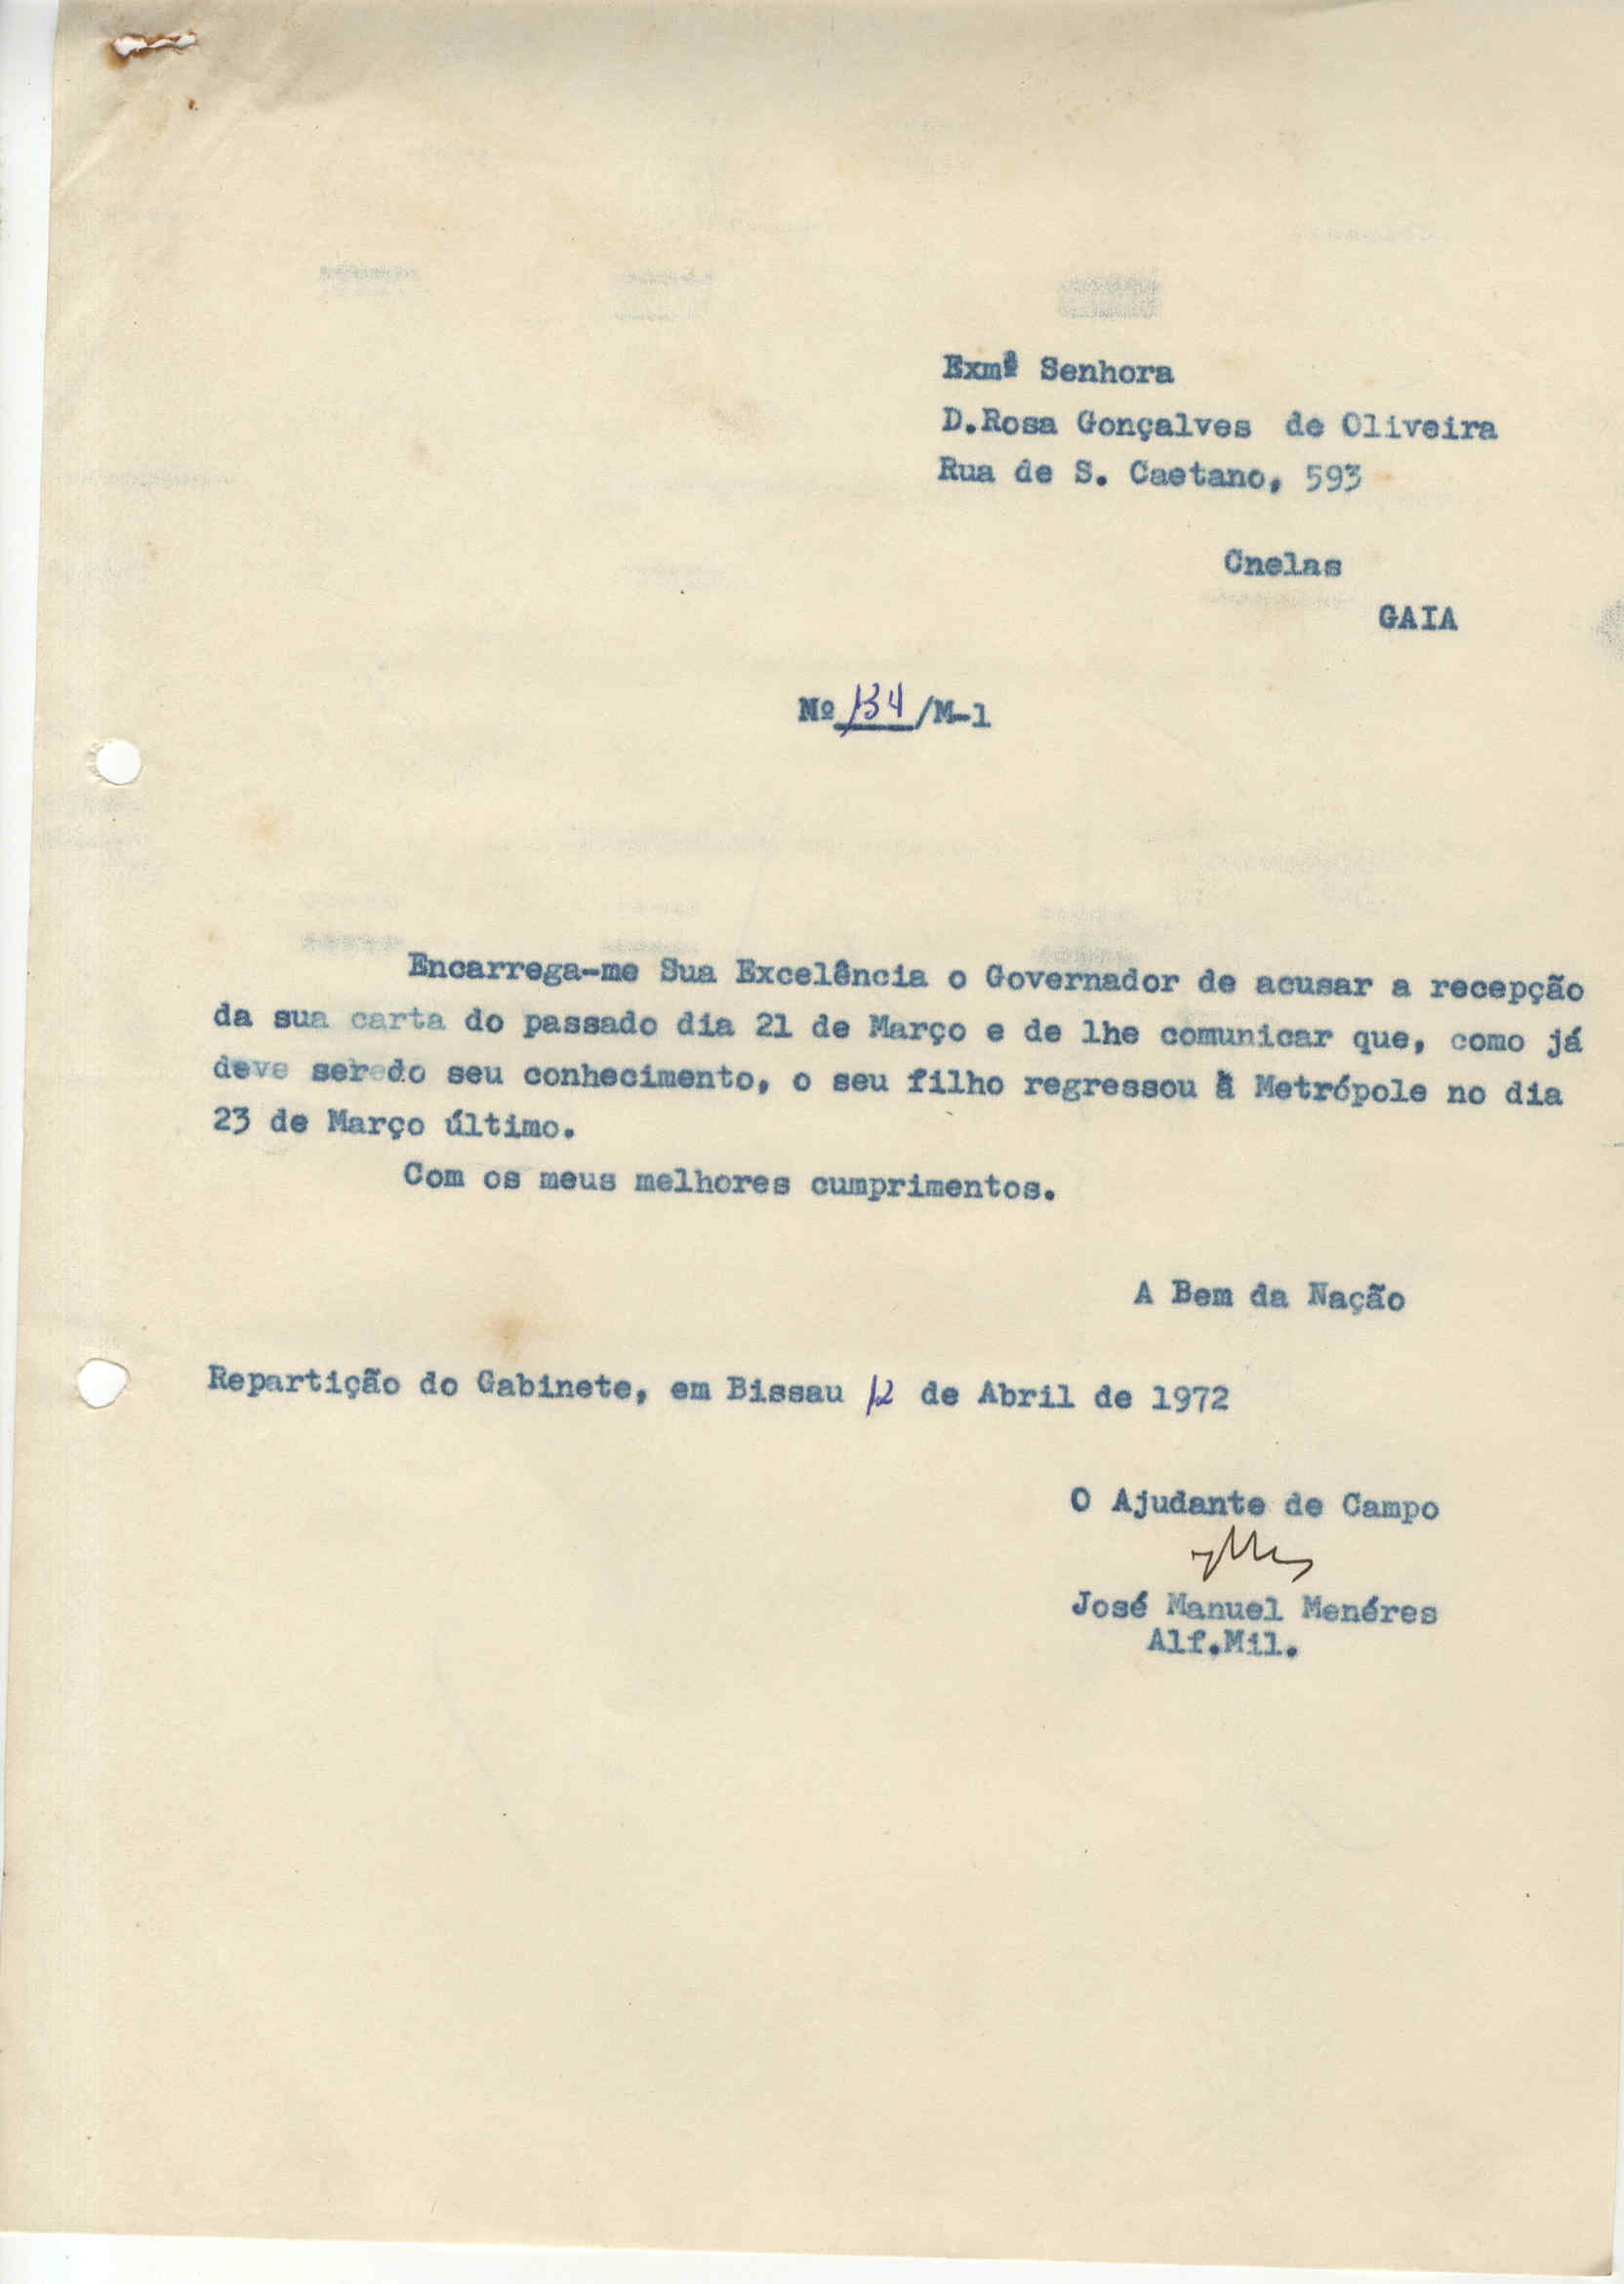 Exmª Senhora
D.Rosa Gonçalves de Oliveira
Rua de S. Caetano, 593
Cnelas
GAIA
Nº 134/M-1
Encarrega-me Sua Excelência o Governador de acusar a recepção
da sua carta do passado dia 21 de Março e de lhe comunicar que, como já
deve ser do seu conhecimento, o seu filho regressou à Metrópole no dia
23 de Março último.
Com os meus melhores cumprimentos.
A Bem da Nação
Repartição do Gabinete, em Bissau 12 de Abril de 1972
O Ajudante de Campo
José Manuel Menéres
Alf.Mil.